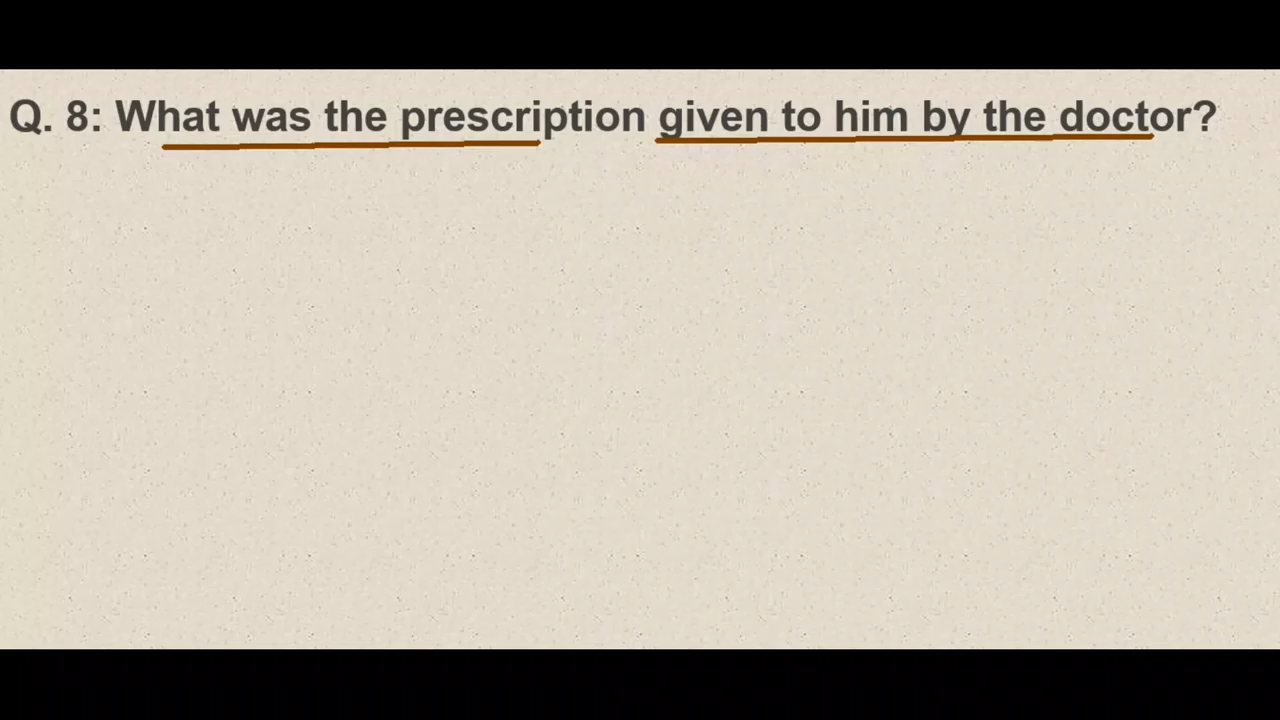 Q. 8: What was the prescription given to him by the doctor?